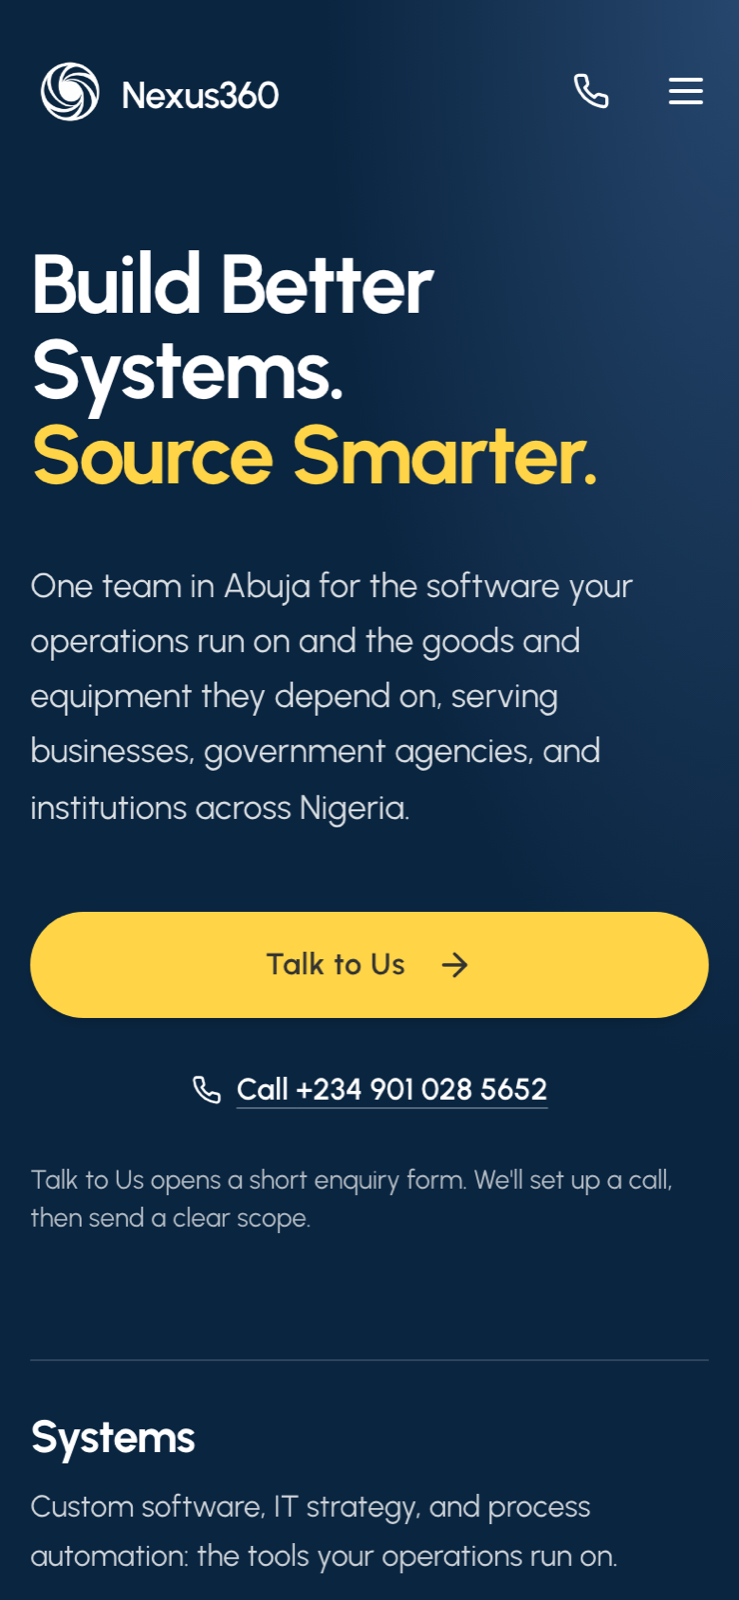 Nexus360
Build Better
Systems.
Source Smarter.
One team in Abuja for the software your
operations run on and the goods and
equipment they depend on, serving
businesses, government agencies, and
institutions across Nigeria.
Talk to Us
Call +234 901 028 5652
Talk to Us opens a short enquiry form. We'll set up a call,
then send a clear scope.
Systems
Custom software, IT strategy, and process
automation: the tools your operations run on.